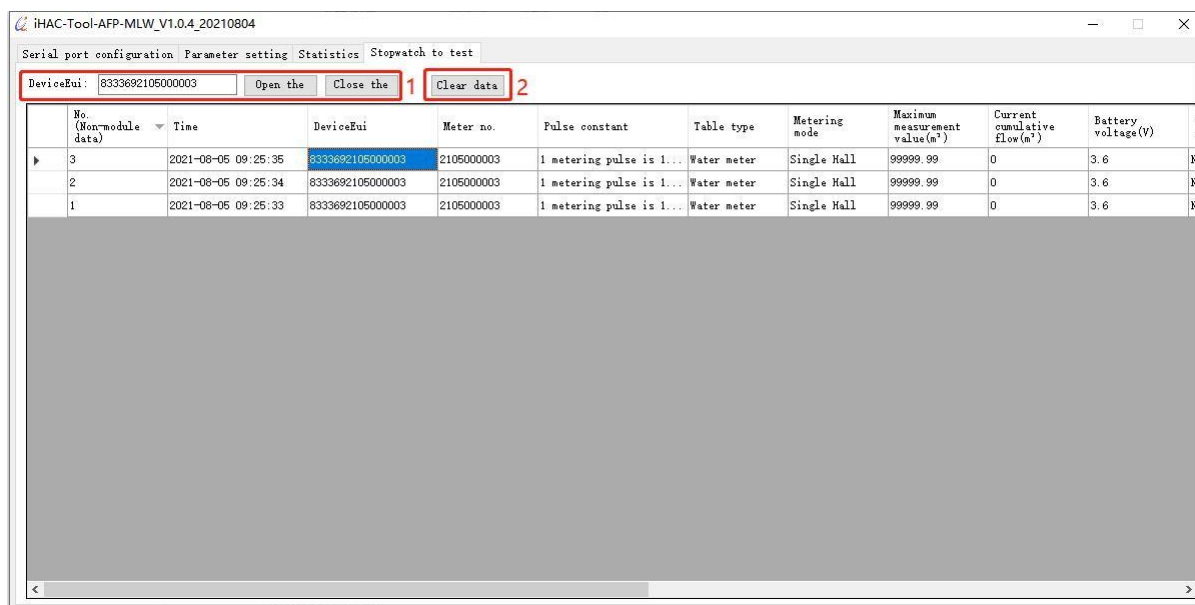 iHAC-Tool-AFP-MLW_V1.0.4_20210804
Serial port configuration Parameter setting Statistics Stopwatch to test
DeviceEui: 8333692105000003 Open the Close the 1 Clear data 2
No. (Non-module data) Time DeviceEui Meter no. Pulse constant Table type Metering mode Maximum measurement value(m³) Current cumulative flow(m³) Battery voltage(V)
3 2021-08-05 09:25:35 8333692105000003 2105000003 1 metering pulse is 1... Water meter Single Hall 99999.99 0 3.6
2 2021-08-05 09:25:34 8333692105000003 2105000003 1 metering pulse is 1... Water meter Single Hall 99999.99 0 3.6
1 2021-08-05 09:25:33 8333692105000003 2105000003 1 metering pulse is 1... Water meter Single Hall 99999.99 0 3.6